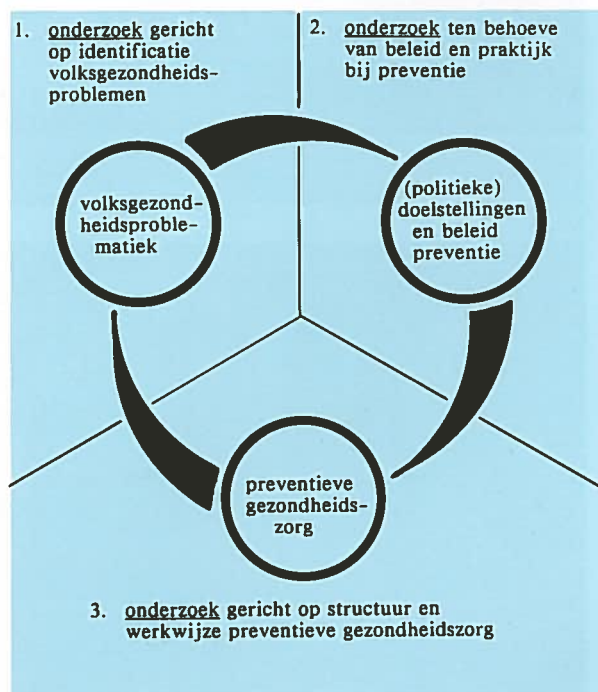 1. onderzoek gericht
op identificatie
volksgezondheids-
problemen
2. onderzoek ten behoeve
van beleid en praktijk
bij preventie
volksgezond-
heidsproble-
matiek
(politieke)
doelstellingen
en beleid
preventie
preventieve
gezondheids-
zorg
3. onderzoek gericht op structuur en
werkwijze preventieve gezondheidszorg